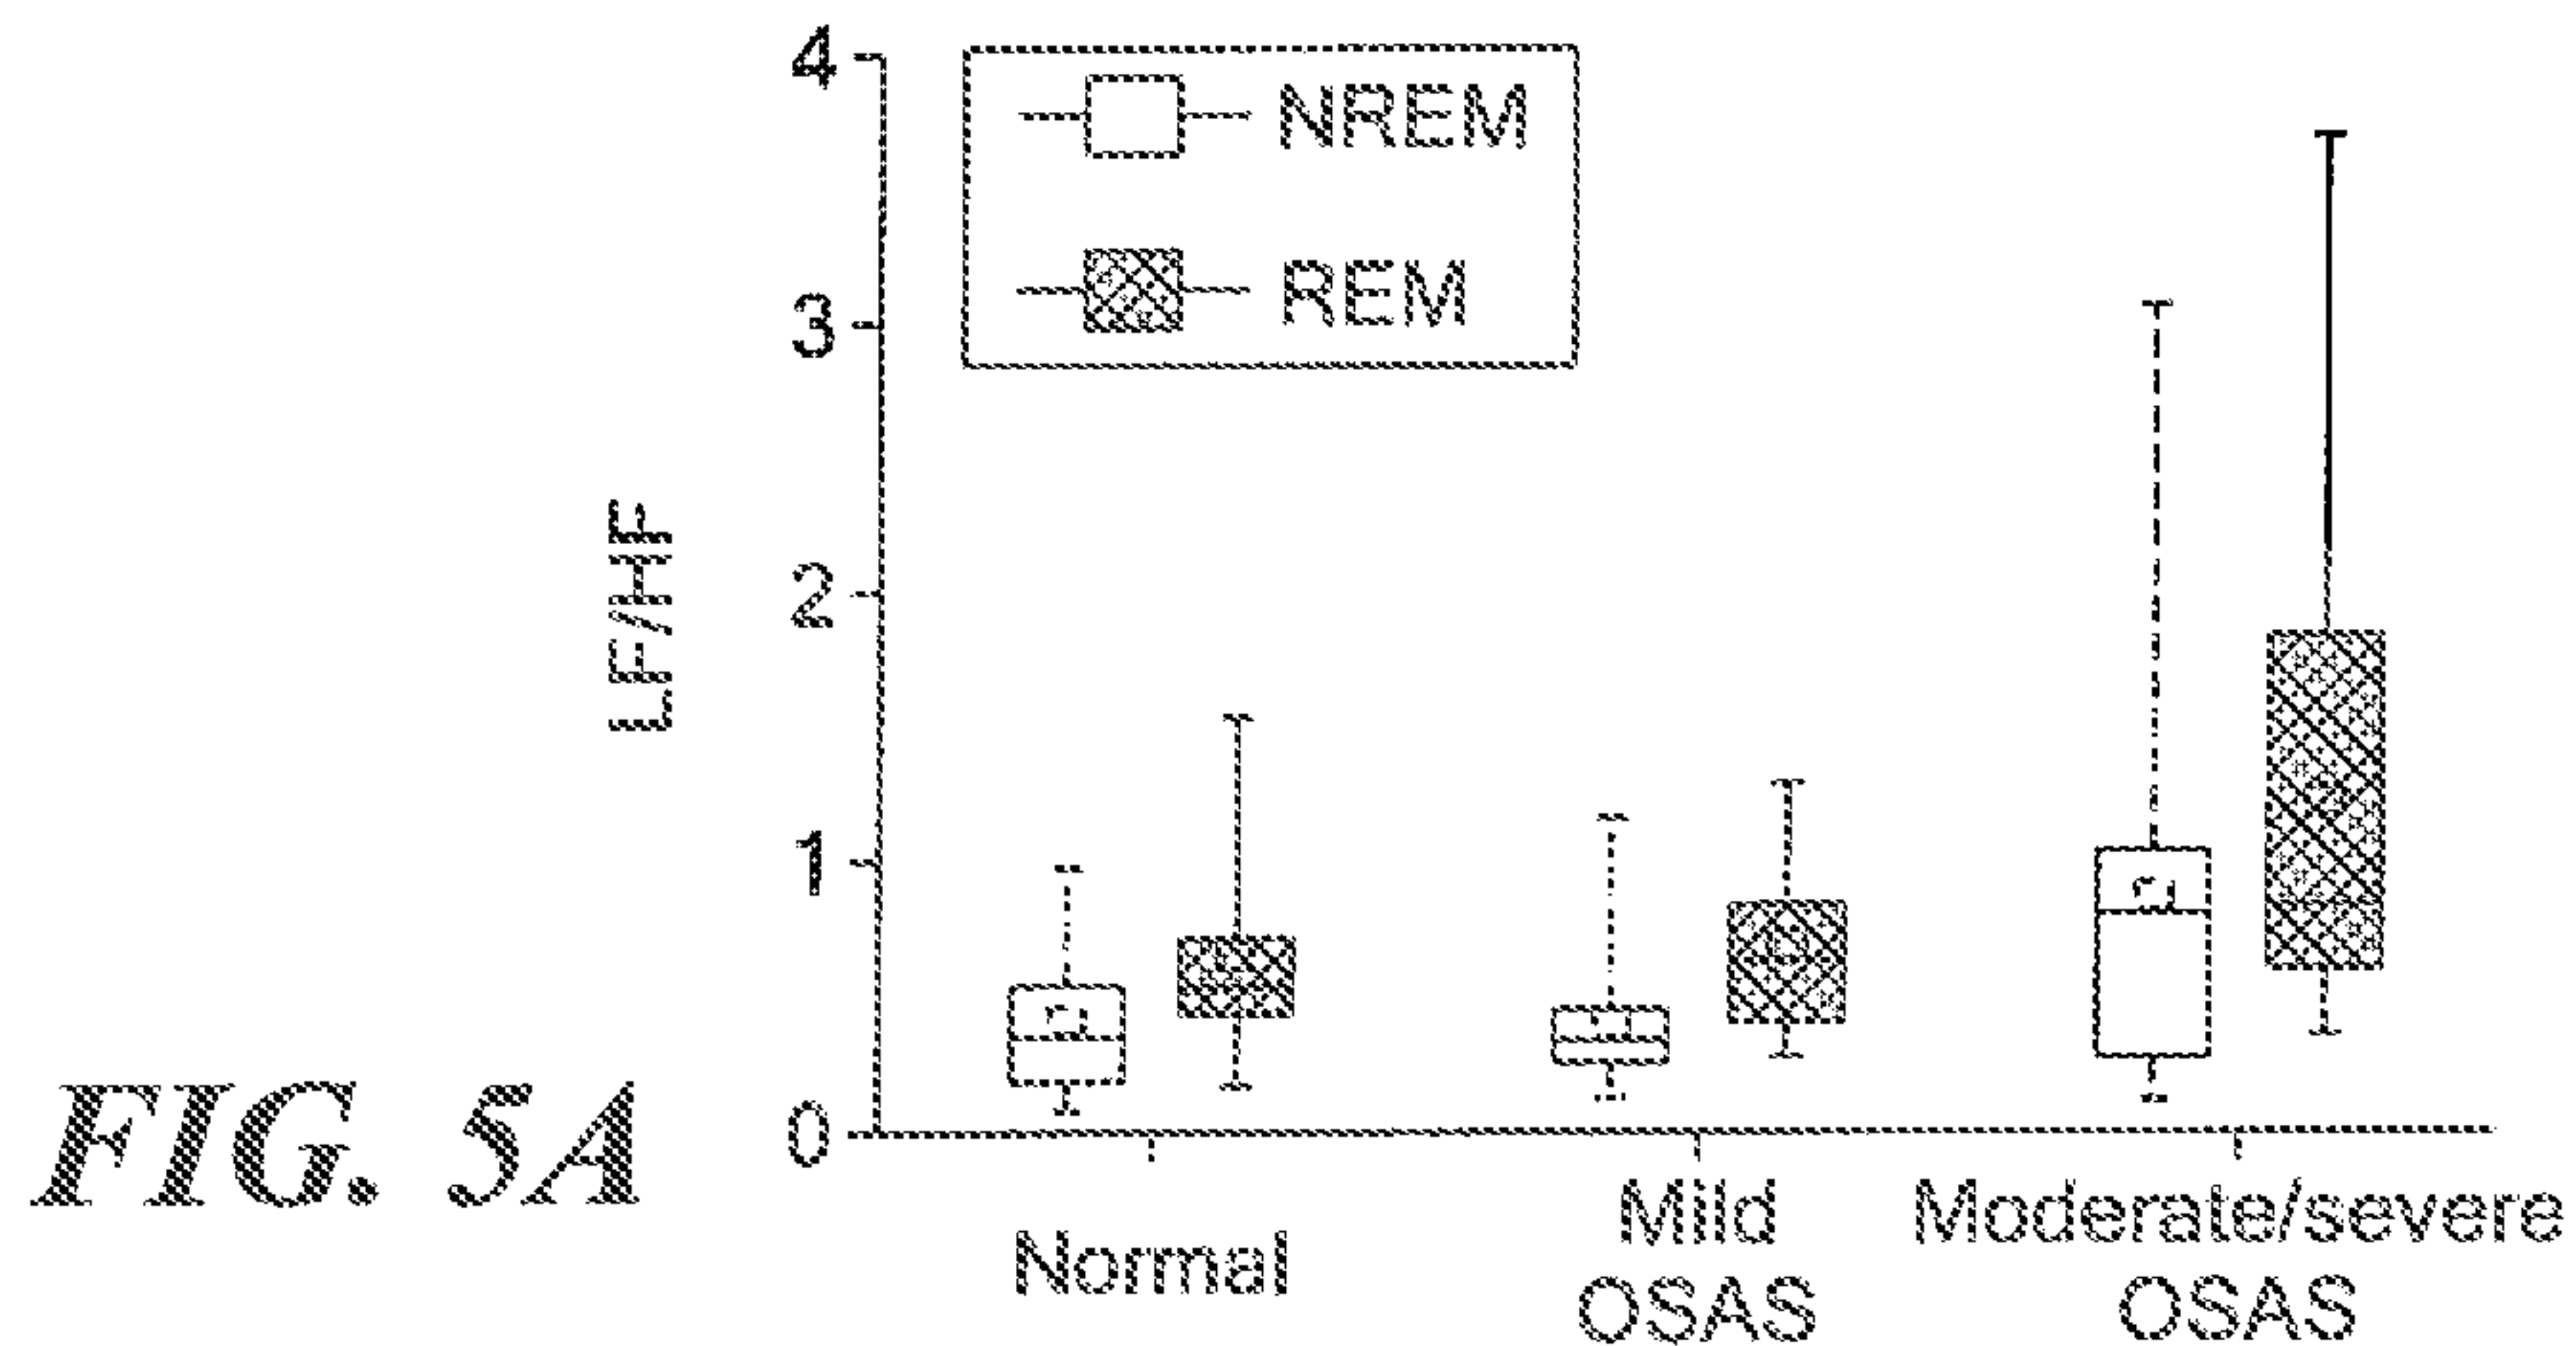 4
3
2
1
0
LF/HF
NREM
REM
Normal
Mild
OSAS
Moderate/severe
OSAS
FIG. 5A